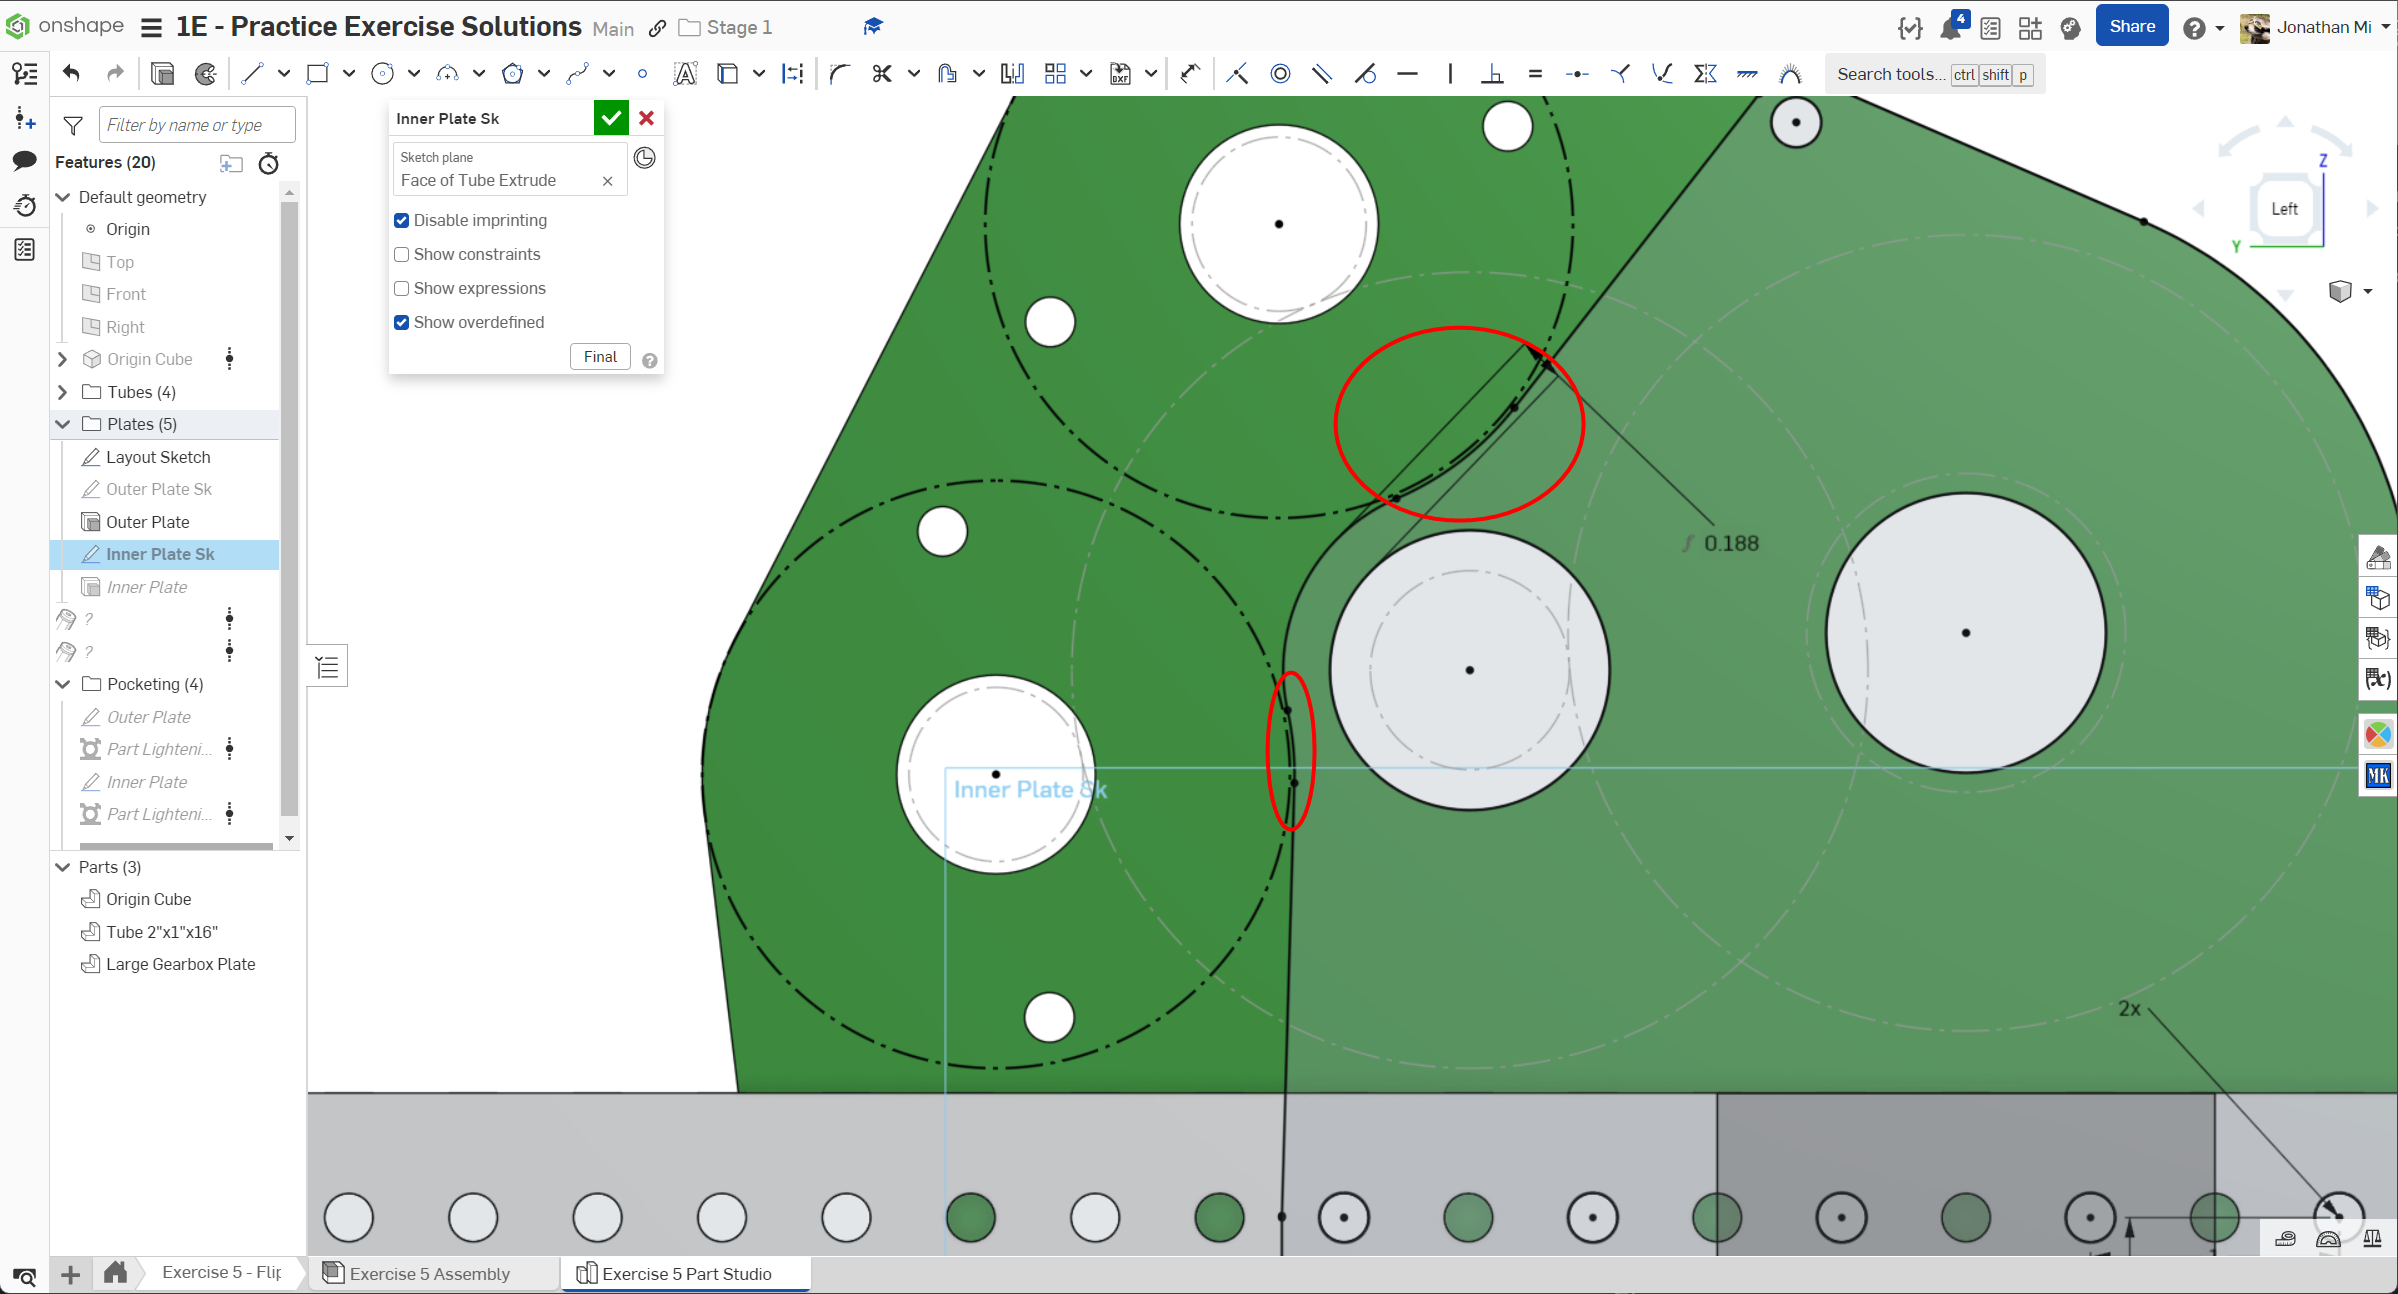 onshape
1E - Practice Exercise Solutions Main Stage 1
4
Share
Jonathan Mi
DXF
Search tools... ctrl shift p
Filter by name or type
Features (20)
Default geometry
Origin
Top
Front
Right
Origin Cube
Tubes (4)
Plates (5)
Layout Sketch
Outer Plate Sk
Outer Plate
Inner Plate Sk
Inner Plate
?
?
Pocketing (4)
Outer Plate
Part Lighteni...
Inner Plate
Part Lighteni...
Parts (3)
Origin Cube
Tube 2"x1"x16"
Large Gearbox Plate
Inner Plate Sk
Sketch plane
Face of Tube Extrude
Disable imprinting
Show constraints
Show expressions
Show overdefined
Final
Z
Left
Y
ƒ 0.188
Inner Plate Sk
2x
(x)
MK
Exercise 5 - Flip
Exercise 5 Assembly
Exercise 5 Part Studio